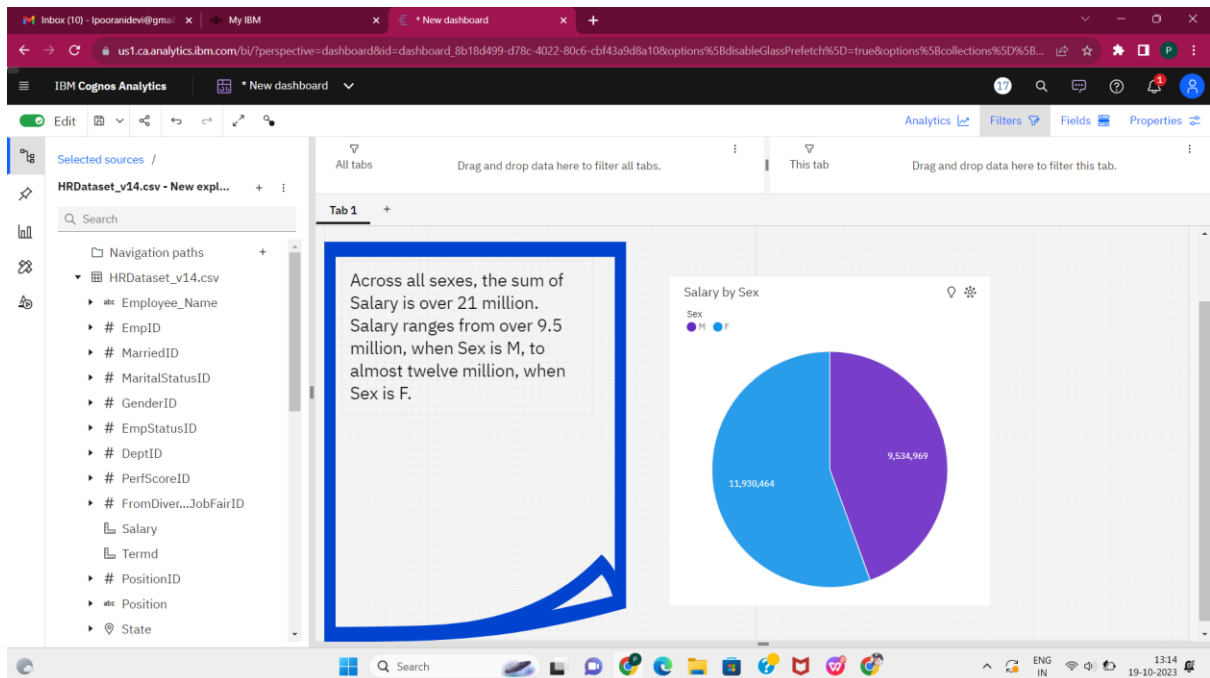 Inbox (10) - lpooranidevi@gmai
My IBM
* New dashboard
us1.ca.analytics.ibm.com/bi/?perspective=dashboard&id=dashboard_8b18d499-d78c-4022-80c6-cbf43a9d8a10&options%5BdisableGlassPrefetch%5D=true&options%5Bcollections%5D%5B...
P
IBM Cognos Analytics
* New dashboard
17
1
Edit
Analytics
Filters
Fields
Properties
Selected sources /
HRDataset_v14.csv - New expl...
Search
Navigation paths
HRDataset_v14.csv
abc Employee_Name
# EmpID
# MarriedID
# MaritalStatusID
# GenderID
# EmpStatusID
# DeptID
# PerfScoreID
# FromDiver...JobFairID
Salary
Termd
# PositionID
abc Position
State
All tabs
Drag and drop data here to filter all tabs.
This tab
Drag and drop data here to filter this tab.
Tab 1
Across all sexes, the sum of
Salary is over 21 million.
Salary ranges from over 9.5
million, when Sex is M, to
almost twelve million, when
Sex is F.
Salary by Sex
Sex
M F
9,534,969
11,930,464
Search
ENG
IN
13:14
19-10-2023